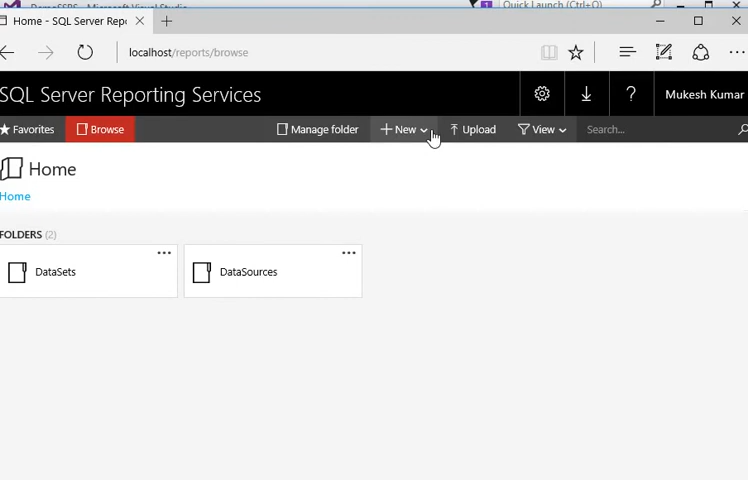 Quick Launch (Ctrl+Q)
Home - SQL Server Repo
localhost/reports/browse
SQL Server Reporting Services
Mukesh Kumar
Favorites Browse Manage folder New Upload View Search...
Home
Home
FOLDERS (2)
DataSets DataSources